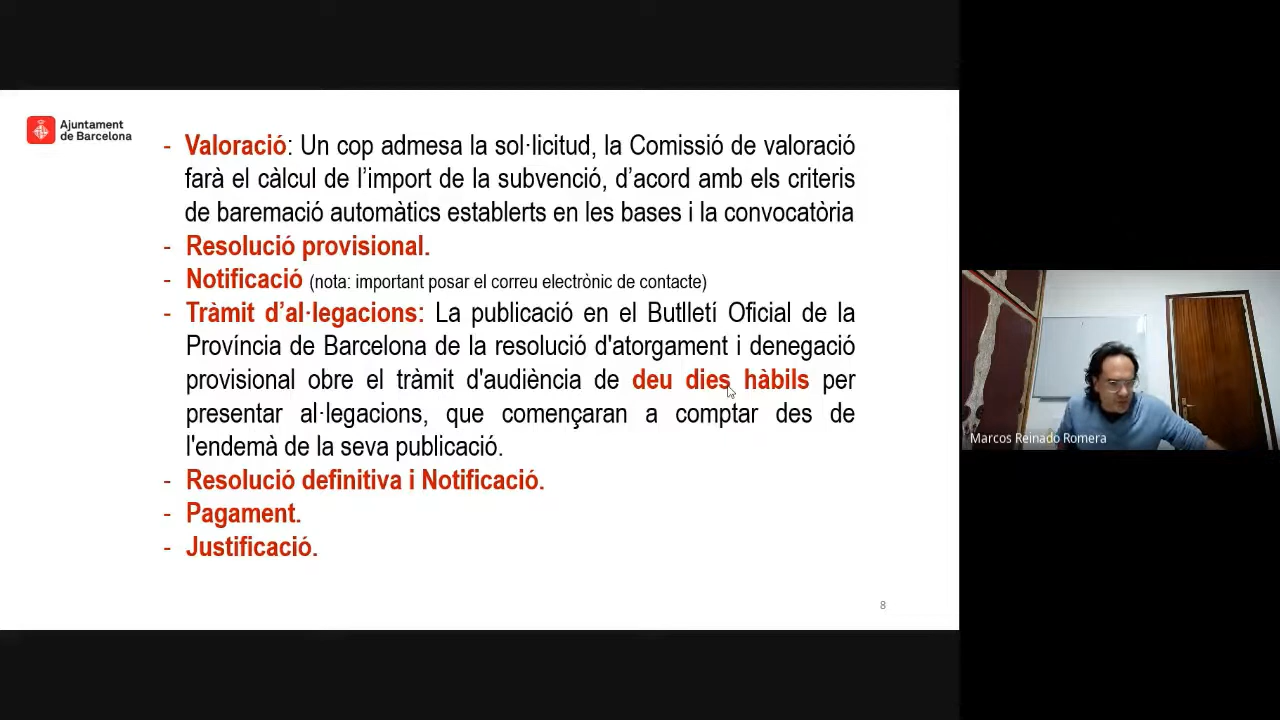 Ajuntament
de Barcelona
- Valoració: Un cop admesa la sol·licitud, la Comissió de valoració
farà el càlcul de l’import de la subvenció, d’acord amb els criteris
de baremació automàtics establerts en les bases i la convocatòria
- Resolució provisional.
- Notificació (nota: important posar el correu electrònic de contacte)
- Tràmit d’al·legacions: La publicació en el Butlletí Oficial de la
Província de Barcelona de la resolució d'atorgament i denegació
provisional obre el tràmit d'audiència de deu dies hàbils per
presentar al·legacions, que començaran a comptar des de
l'endemà de la seva publicació.
- Resolució definitiva i Notificació.
- Pagament.
- Justificació.
8
Marcos Reinado Romera